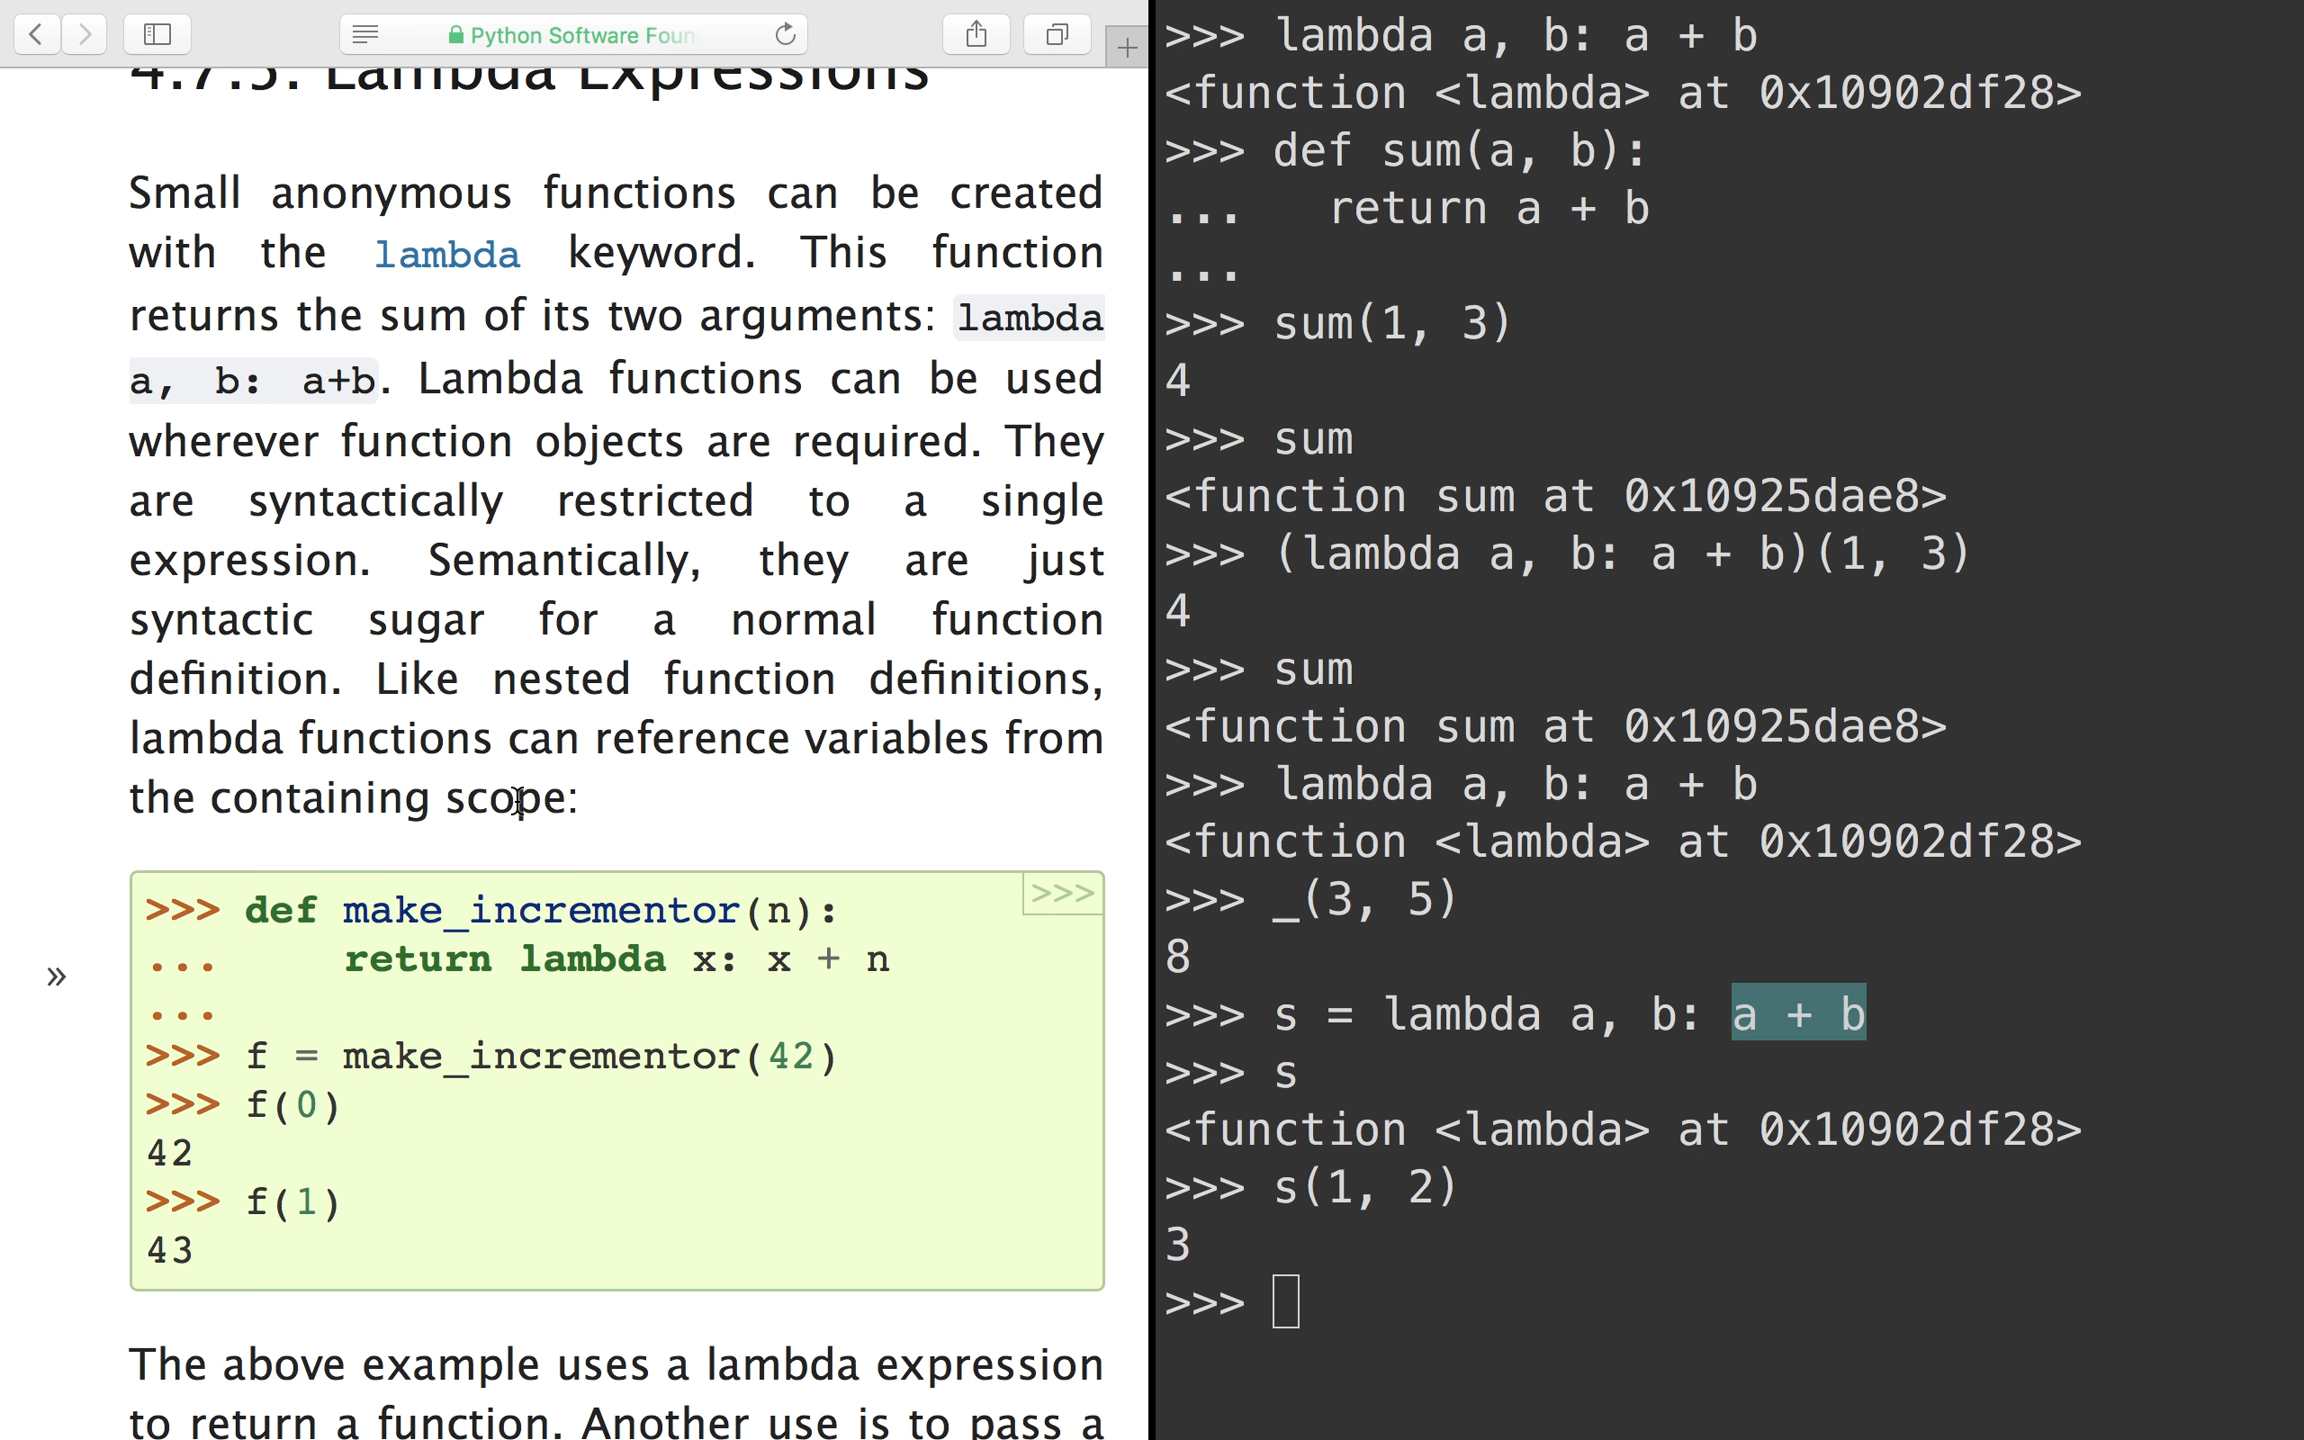 Python Software Foun
4.7.5. Lambda Expressions
Small anonymous functions can be created
with the lambda keyword. This function
returns the sum of its two arguments: lambda
a, b: a+b. Lambda functions can be used
wherever function objects are required. They
are syntactically restricted to a single
expression. Semantically, they are just
syntactic sugar for a normal function
definition. Like nested function definitions,
lambda functions can reference variables from
the containing scope:
>>>
>>> def make_incrementor(n):
...     return lambda x: x + n
...
>>> f = make_incrementor(42)
>>> f(0)
42
>>> f(1)
43
»
The above example uses a lambda expression
to return a function. Another use is to pass a
>>> lambda a, b: a + b
<function <lambda> at 0x10902df28>
>>> def sum(a, b):
...   return a + b
...
>>> sum(1, 3)
4
>>> sum
<function sum at 0x10925dae8>
>>> (lambda a, b: a + b)(1, 3)
4
>>> sum
<function sum at 0x10925dae8>
>>> lambda a, b: a + b
<function <lambda> at 0x10902df28>
>>> _(3, 5)
8
>>> s = lambda a, b: a + b
>>> s
<function <lambda> at 0x10902df28>
>>> s(1, 2)
3
>>>